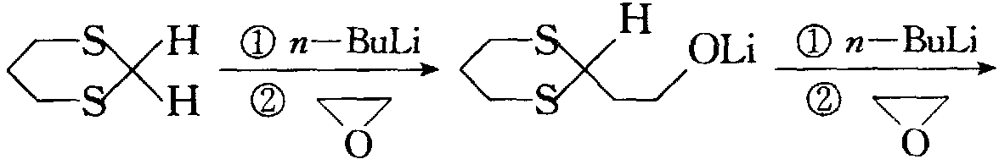 S H ① n—BuLi S H OLi ① n—BuLi
S H ② O S ② O